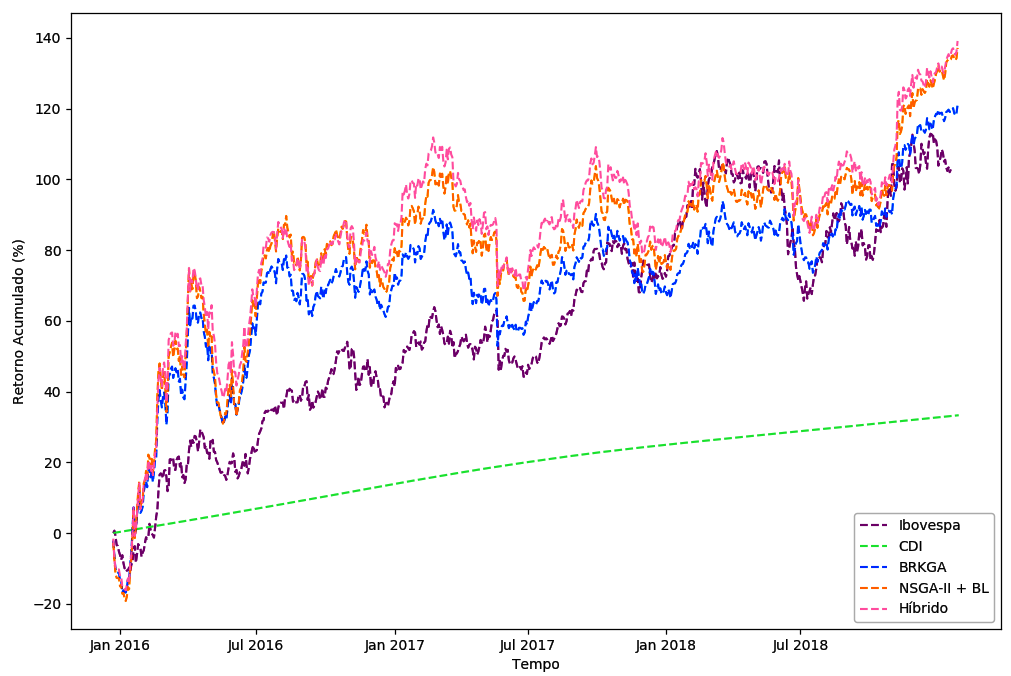 Retorno Acumulado (%)
140
120
100
80
60
40
20
0
−20
Jan 2016 Jul 2016 Jan 2017 Jul 2017 Jan 2018 Jul 2018
Tempo
Ibovespa
CDI
BRKGA
NSGA-II + BL
Híbrido